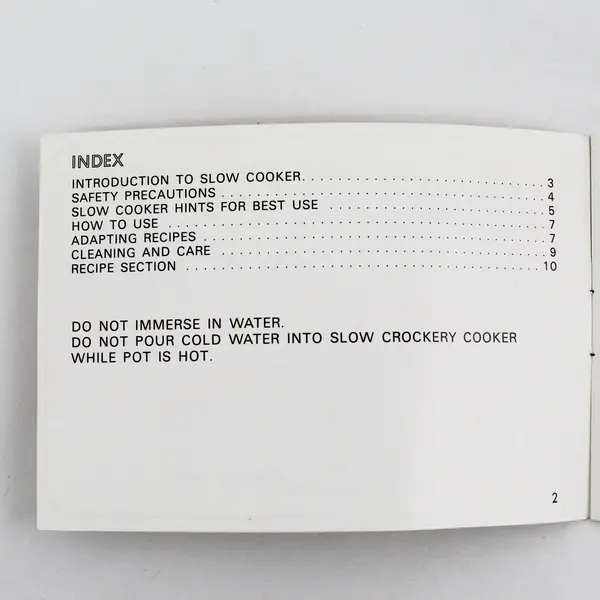 INDEX
INTRODUCTION TO SLOW COOKER. . . . . . . . . . . . . . . . . . . . . . . . . . . . . 3
SAFETY PRECAUTIONS . . . . . . . . . . . . . . . . . . . . . . . . . . . . . . . . . . . . . . 4
SLOW COOKER HINTS FOR BEST USE . . . . . . . . . . . . . . . . . . . . . . . . . . 5
HOW TO USE . . . . . . . . . . . . . . . . . . . . . . . . . . . . . . . . . . . . . . . . . . . . 7
ADAPTING RECIPES . . . . . . . . . . . . . . . . . . . . . . . . . . . . . . . . . . . . . . . . 7
CLEANING AND CARE . . . . . . . . . . . . . . . . . . . . . . . . . . . . . . . . . . . . . . 9
RECIPE SECTION . . . . . . . . . . . . . . . . . . . . . . . . . . . . . . . . . . . . . . . . . 10
DO NOT IMMERSE IN WATER.
DO NOT POUR COLD WATER INTO SLOW CROCKERY COOKER
WHILE POT IS HOT.
2